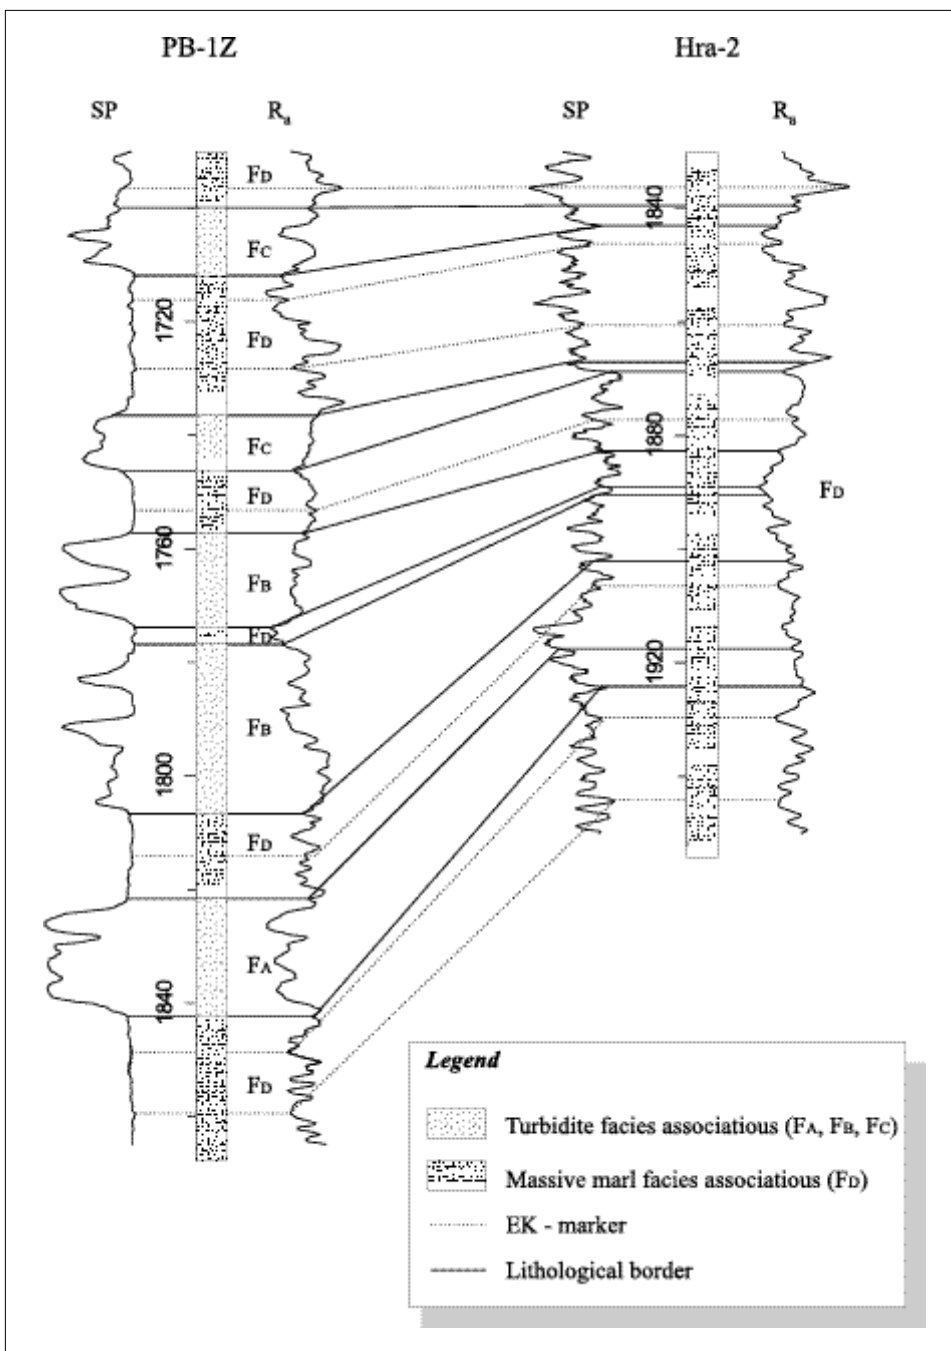 PB-1Z Hra-2
SP Ra SP Ra
FD
1840
FC
1720
FD
FC
1880
FD
FD
1760
FB
FD
1920
FB
1800
FD
FA
1840
FD
Legend
Turbidite facies associatious (FA, FB, FC)
Massive marl facies associatious (FD)
EK - marker
Lithological border